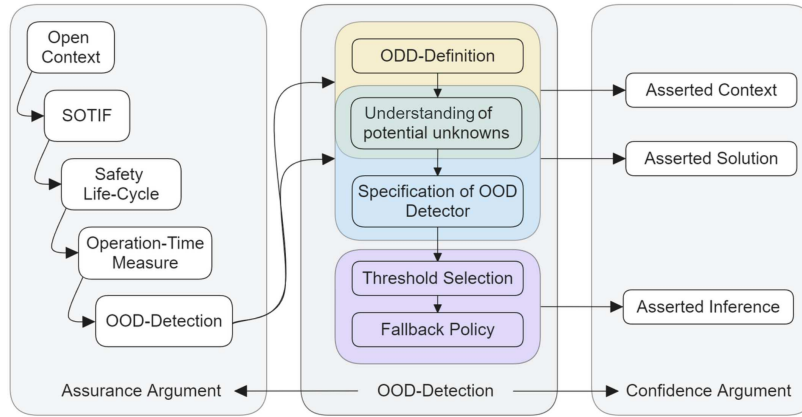 Open
Context
SOTIF
Safety
Life-Cycle
Operation-Time
Measure
OOD-Detection
Assurance Argument
ODD-Definition
Understanding of
potential unknowns
Specification of OOD
Detector
Threshold Selection
Fallback Policy
OOD-Detection
Asserted Context
Asserted Solution
Asserted Inference
Confidence Argument